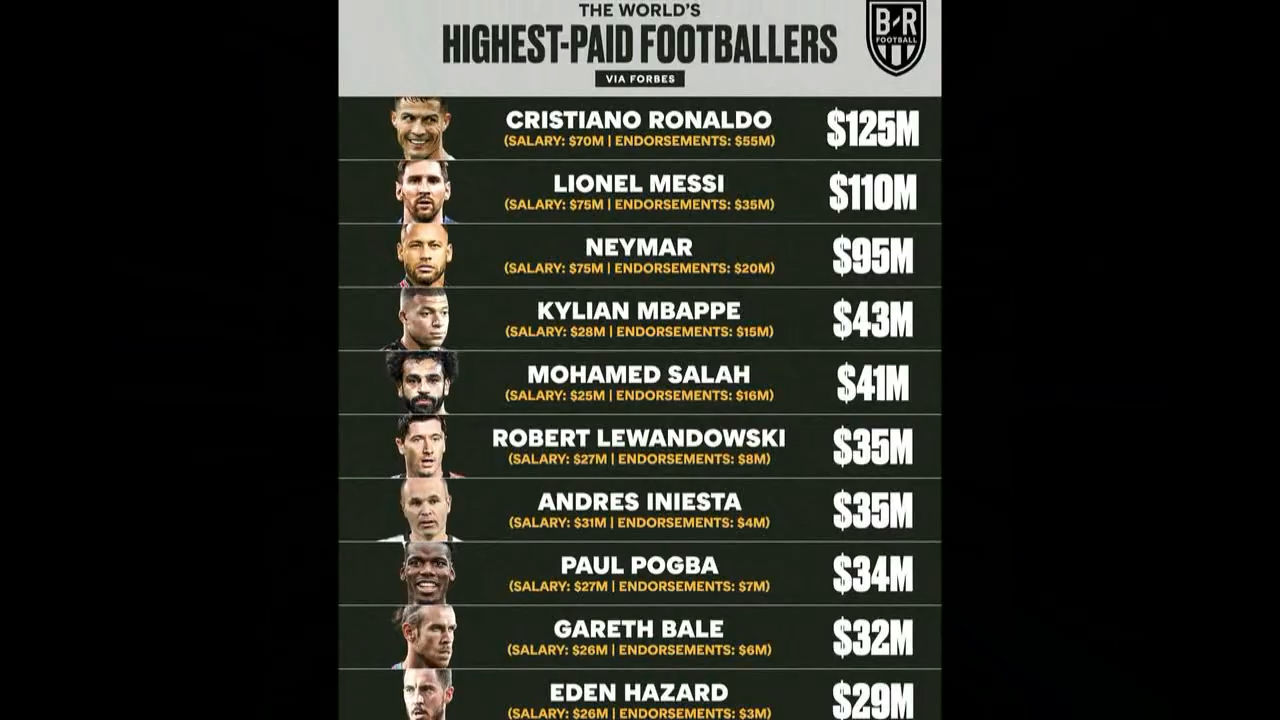 THE WORLD'S
HIGHEST-PAID FOOTBALLERS
VIA FORBES
B/R
FOOTBALL
CRISTIANO RONALDO
(SALARY: $70M | ENDORSEMENTS: $55M)
$125M
LIONEL MESSI
(SALARY: $75M | ENDORSEMENTS: $35M)
$110M
NEYMAR
(SALARY: $75M | ENDORSEMENTS: $20M)
$95M
KYLIAN MBAPPE
(SALARY: $28M | ENDORSEMENTS: $15M)
$43M
MOHAMED SALAH
(SALARY: $25M | ENDORSEMENTS: $16M)
$41M
ROBERT LEWANDOWSKI
(SALARY: $27M | ENDORSEMENTS: $8M)
$35M
ANDRES INIESTA
(SALARY: $31M | ENDORSEMENTS: $4M)
$35M
PAUL POGBA
(SALARY: $27M | ENDORSEMENTS: $7M)
$34M
GARETH BALE
(SALARY: $26M | ENDORSEMENTS: $6M)
$32M
EDEN HAZARD
(SALARY: $26M | ENDORSEMENTS: $3M)
$29M